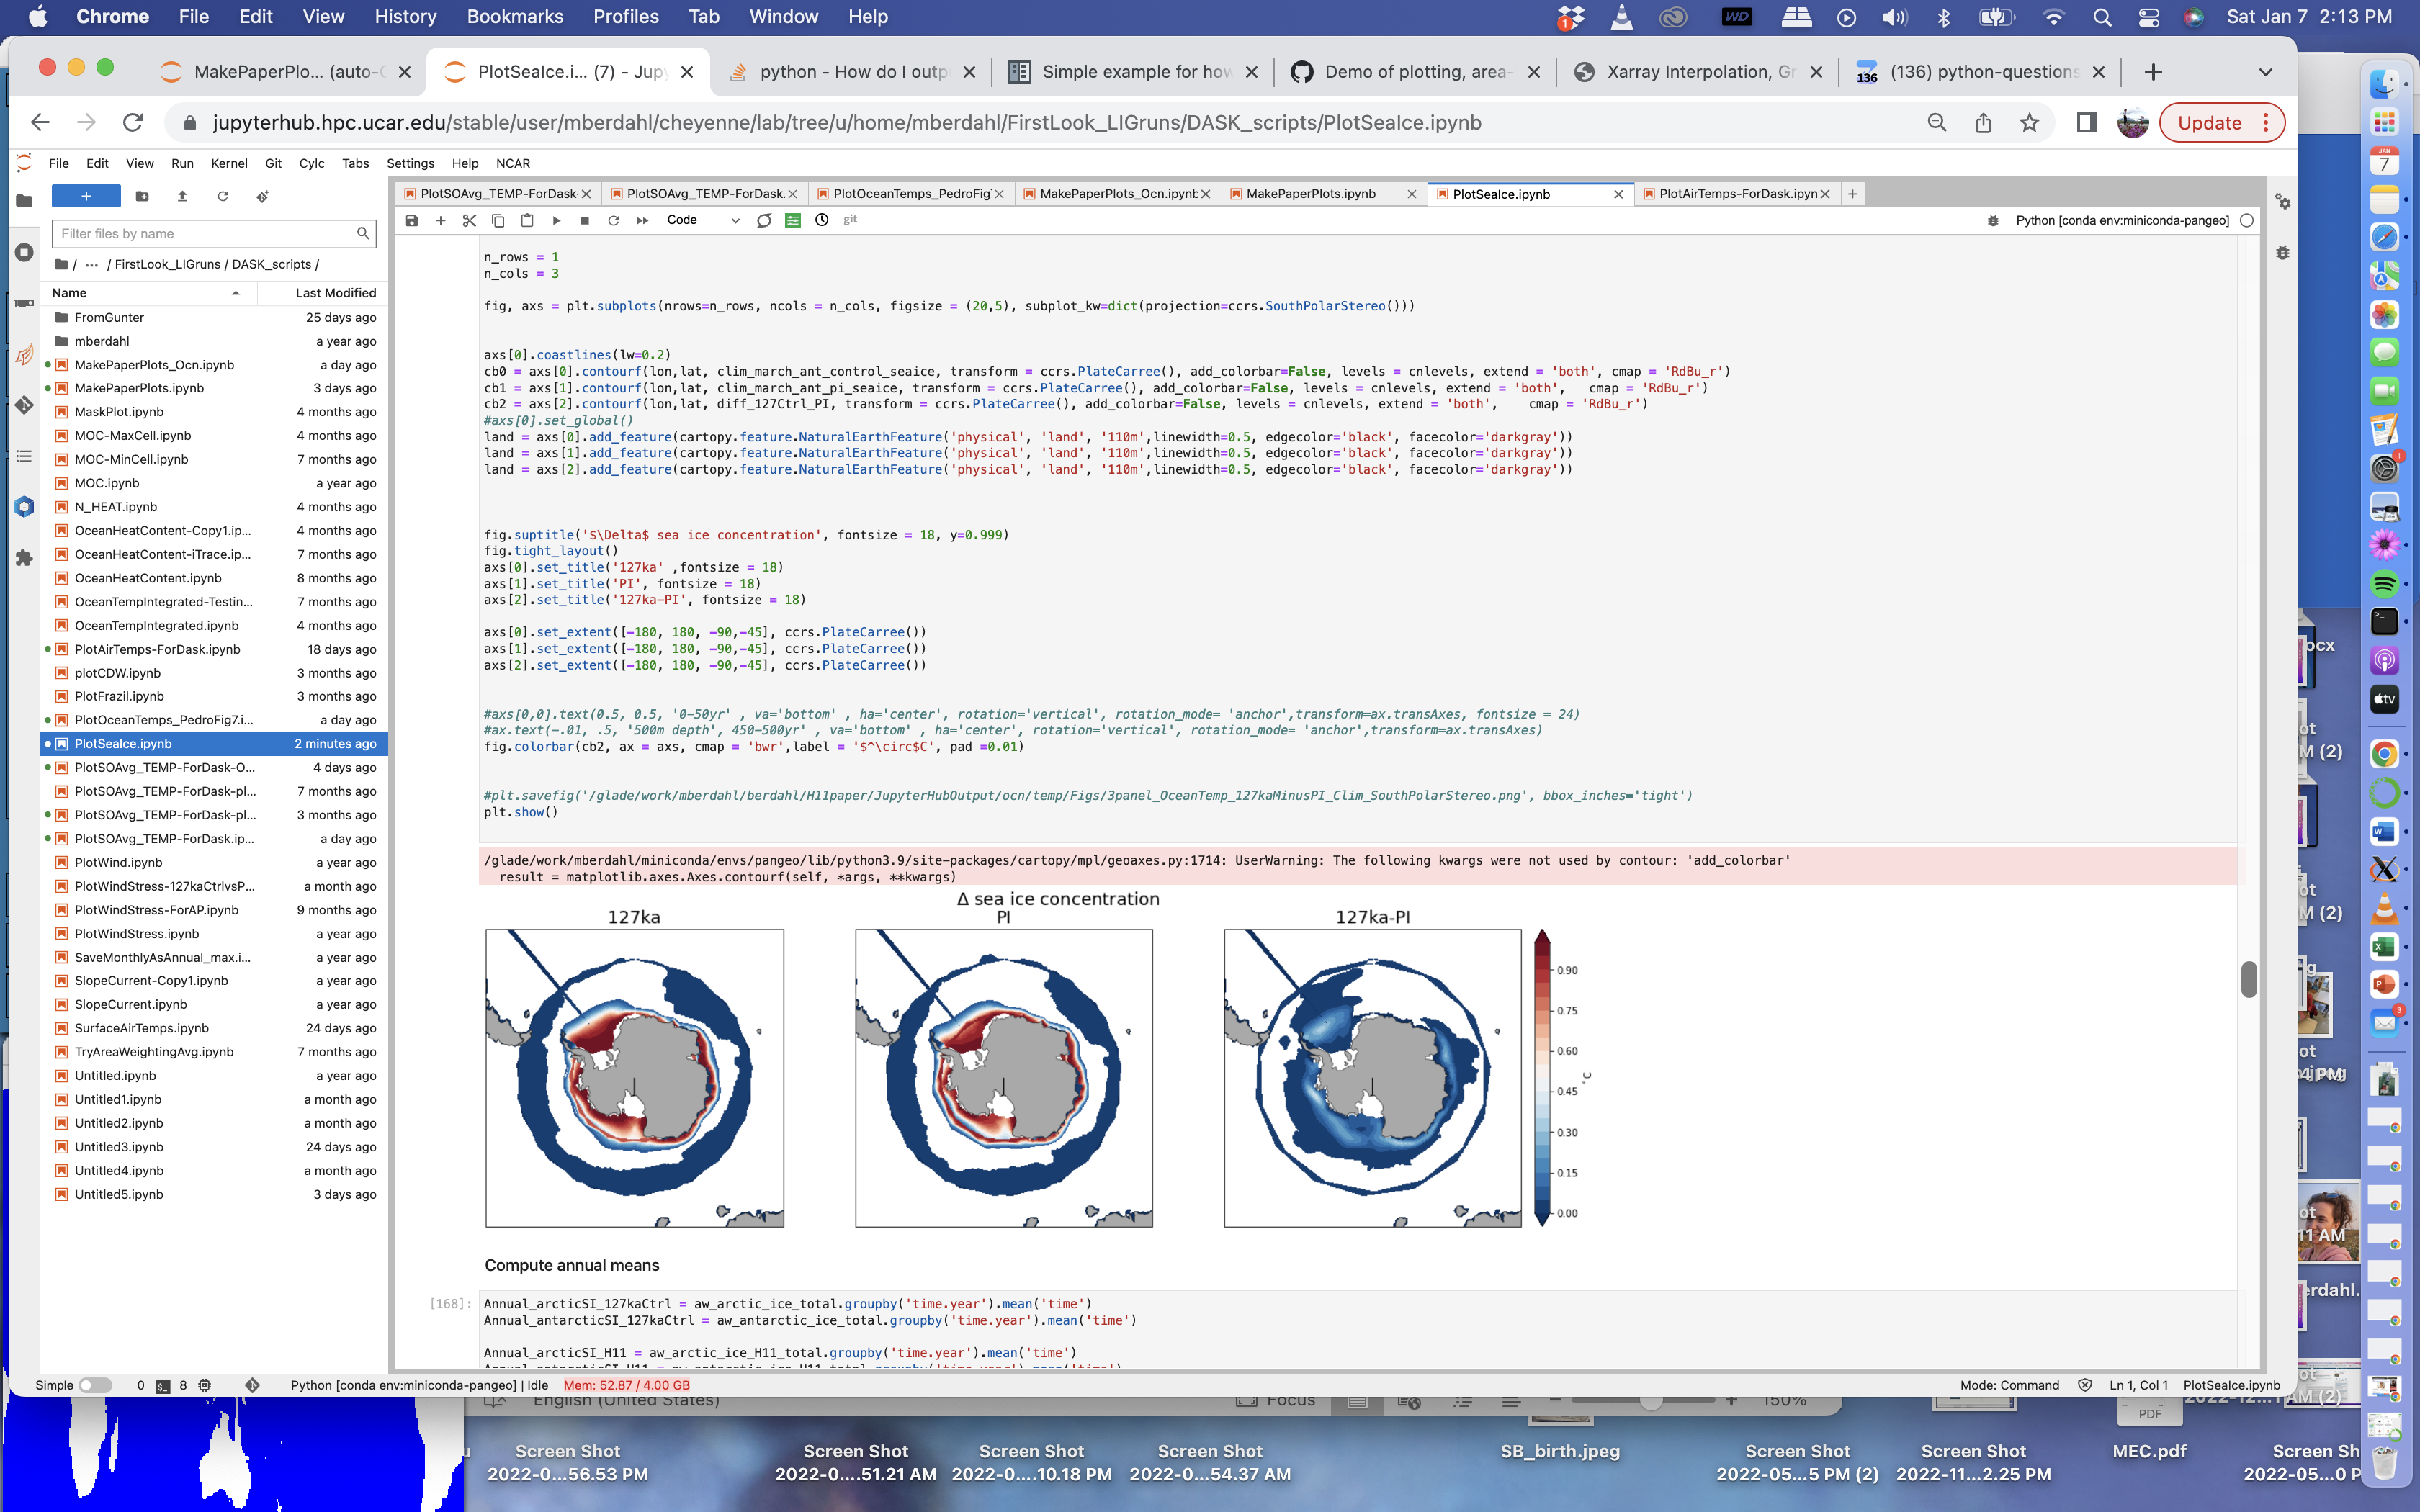 Chrome File Edit View History Bookmarks Profiles Tab Window Help
1 WD Sat Jan 7 2:13 PM
MakePaperPlo... (auto-C
PlotSeaIce.i... (7) - Jup
python - How do I outp
Simple example for how
Demo of plotting, area-
Xarray Interpolation, Gr
136 (136) python-questions
jupyterhub.hpc.ucar.edu/stable/user/mberdahl/cheyenne/lab/tree/u/home/mberdahl/FirstLook_LIGruns/DASK_scripts/PlotSeaIce.ipynb
Update
File Edit View Run Kernel Git Cylc Tabs Settings Help NCAR
PlotSOAvg_TEMP-ForDask-
PlotSOAvg_TEMP-ForDask.
PlotOceanTemps_PedroFig
MakePaperPlots_Ocn.ipynb
MakePaperPlots.ipynb
PlotSeaIce.ipynb
PlotAirTemps-ForDask.ipyn
Code git Python [conda env:miniconda-pangeo]
Filter files by name
/ ··· / FirstLook_LIGruns / DASK_scripts /
Name Last Modified
FromGunter 25 days ago
mberdahl a year ago
MakePaperPlots_Ocn.ipynb a day ago
MakePaperPlots.ipynb 3 days ago
MaskPlot.ipynb 4 months ago
MOC-MaxCell.ipynb 4 months ago
MOC-MinCell.ipynb 7 months ago
MOC.ipynb a year ago
N_HEAT.ipynb 4 months ago
OceanHeatContent-Copy1.ip... 4 months ago
OceanHeatContent-iTrace.ip... 7 months ago
OceanHeatContent.ipynb 8 months ago
OceanTempIntegrated-Testin... 7 months ago
OceanTempIntegrated.ipynb 4 months ago
PlotAirTemps-ForDask.ipynb 18 days ago
plotCDW.ipynb 3 months ago
PlotFrazil.ipynb 3 months ago
PlotOceanTemps_PedroFig7.i... a day ago
PlotSeaIce.ipynb 2 minutes ago
PlotSOAvg_TEMP-ForDask-O... 4 days ago
PlotSOAvg_TEMP-ForDask-pl... 7 months ago
PlotSOAvg_TEMP-ForDask-pl... 3 months ago
PlotSOAvg_TEMP-ForDask.ip... a day ago
PlotWind.ipynb a year ago
PlotWindStress-127kaCtrlvsP... a month ago
PlotWindStress-ForAP.ipynb 9 months ago
PlotWindStress.ipynb a year ago
SaveMonthlyAsAnnual_max.i... a year ago
SlopeCurrent-Copy1.ipynb a year ago
SlopeCurrent.ipynb a year ago
SurfaceAirTemps.ipynb 24 days ago
TryAreaWeightingAvg.ipynb 7 months ago
Untitled.ipynb a year ago
Untitled1.ipynb a month ago
Untitled2.ipynb a month ago
Untitled3.ipynb 24 days ago
Untitled4.ipynb a month ago
Untitled5.ipynb 3 days ago
n_rows = 1
n_cols = 3
fig, axs = plt.subplots(nrows=n_rows, ncols = n_cols, figsize = (20,5), subplot_kw=dict(projection=ccrs.SouthPolarStereo()))
axs[0].coastlines(lw=0.2)
cb0 = axs[0].contourf(lon,lat, clim_march_ant_control_seaice, transform = ccrs.PlateCarree(), add_colorbar=False, levels = cnlevels, extend = 'both', cmap = 'RdBu_r')
cb1 = axs[1].contourf(lon,lat, clim_march_ant_pi_seaice, transform = ccrs.PlateCarree(), add_colorbar=False, levels = cnlevels, extend = 'both',   cmap = 'RdBu_r')
cb2 = axs[2].contourf(lon,lat, diff_127Ctrl_PI, transform = ccrs.PlateCarree(), add_colorbar=False, levels = cnlevels, extend = 'both',    cmap = 'RdBu_r')
#axs[0].set_global()
land = axs[0].add_feature(cartopy.feature.NaturalEarthFeature('physical', 'land', '110m',linewidth=0.5, edgecolor='black', facecolor='darkgray'))
land = axs[1].add_feature(cartopy.feature.NaturalEarthFeature('physical', 'land', '110m',linewidth=0.5, edgecolor='black', facecolor='darkgray'))
land = axs[2].add_feature(cartopy.feature.NaturalEarthFeature('physical', 'land', '110m',linewidth=0.5, edgecolor='black', facecolor='darkgray'))
fig.suptitle('$\Delta$ sea ice concentration', fontsize = 18, y=0.999)
fig.tight_layout()
axs[0].set_title('127ka' ,fontsize = 18)
axs[1].set_title('PI', fontsize = 18)
axs[2].set_title('127ka-PI', fontsize = 18)
axs[0].set_extent([-180, 180, -90,-45], ccrs.PlateCarree())
axs[1].set_extent([-180, 180, -90,-45], ccrs.PlateCarree())
axs[2].set_extent([-180, 180, -90,-45], ccrs.PlateCarree())
#axs[0,0].text(0.5, 0.5, '0-50yr' , va='bottom' , ha='center', rotation='vertical', rotation_mode= 'anchor',transform=ax.transAxes, fontsize = 24)
#ax.text(-.01, .5, '500m depth', 450-500yr' , va='bottom' , ha='center', rotation='vertical', rotation_mode= 'anchor',transform=ax.transAxes)
fig.colorbar(cb2, ax = axs, cmap = 'bwr',label = '$^\circ$C', pad =0.01)
#plt.savefig('/glade/work/mberdahl/berdahl/H11paper/JupyterHubOutput/ocn/temp/Figs/3panel_OceanTemp_127kaMinusPI_Clim_SouthPolarStereo.png', bbox_inches='tight')
plt.show()
/glade/work/mberdahl/miniconda/envs/pangeo/lib/python3.9/site-packages/cartopy/mpl/geoaxes.py:1714: UserWarning: The following kwargs were not used by contour: 'add_colorbar'
result = matplotlib.axes.Axes.contourf(self, *args, **kwargs)
Δ sea ice concentration
127ka PI 127ka-PI
0.90
0.75
0.60
0.45 °C
0.30
0.15
0.00
Compute annual means
[168]: Annual_arcticSI_127kaCtrl = aw_arctic_ice_total.groupby('time.year').mean('time')
Annual_antarcticSI_127kaCtrl = aw_antarctic_ice_total.groupby('time.year').mean('time')
Annual_arcticSI_H11 = aw_arctic_ice_H11_total.groupby('time.year').mean('time')
Simple 0 8 Python [conda env:miniconda-pangeo] | Idle Mem: 52.87 / 4.00 GB Mode: Command Ln 1, Col 1 PlotSeaIce.ipynb
English (United States) Focus 150%
Screen Shot
2022-0...56.53 PM
Screen Shot
2022-0....51.21 AM
Screen Shot
2022-0....10.18 PM
Screen Shot
2022-0...54.37 AM
SB_birth.jpeg
Screen Shot
2022-05...5 PM (2)
Screen Shot
2022-11...2.25 PM
PDF
MEC.pdf
Screen Sh
2022-05...0 P
JAN
7
tv